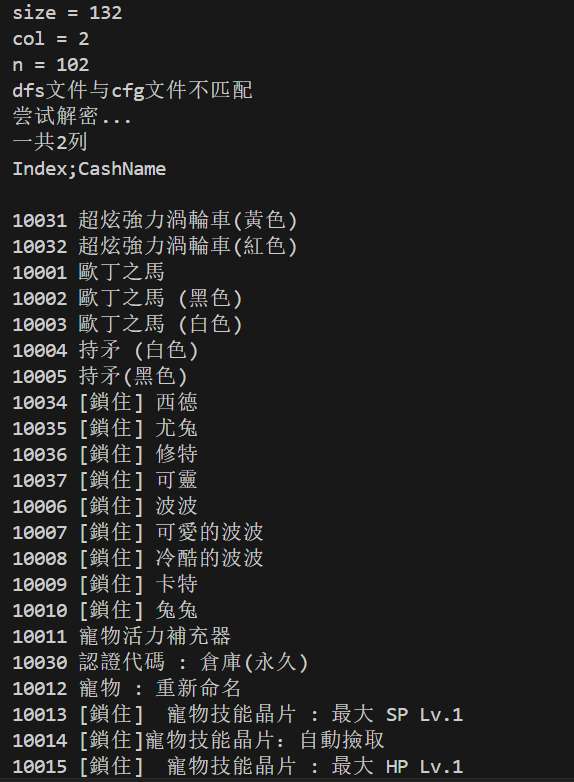 size = 132
col = 2
n = 102
dfs文件与cfg文件不匹配
尝试解密...
一共2列
Index;CashName
10031 超炫強力渦輪車(黃色)
10032 超炫強力渦輪車(紅色)
10001 歐丁之馬
10002 歐丁之馬 (黑色)
10003 歐丁之馬 (白色)
10004 持矛 (白色)
10005 持矛(黑色)
10034 [鎖住] 西德
10035 [鎖住] 尤兔
10036 [鎖住] 修特
10037 [鎖住] 可靈
10006 [鎖住] 波波
10007 [鎖住] 可愛的波波
10008 [鎖住] 冷酷的波波
10009 [鎖住] 卡特
10010 [鎖住] 兔兔
10011 寵物活力補充器
10030 認證代碼 : 倉庫(永久)
10012 寵物 : 重新命名
10013 [鎖住]  寵物技能晶片 : 最大 SP Lv.1
10014 [鎖住]寵物技能晶片: 自動撿取
10015 [鎖住]  寵物技能晶片 : 最大 HP Lv.1